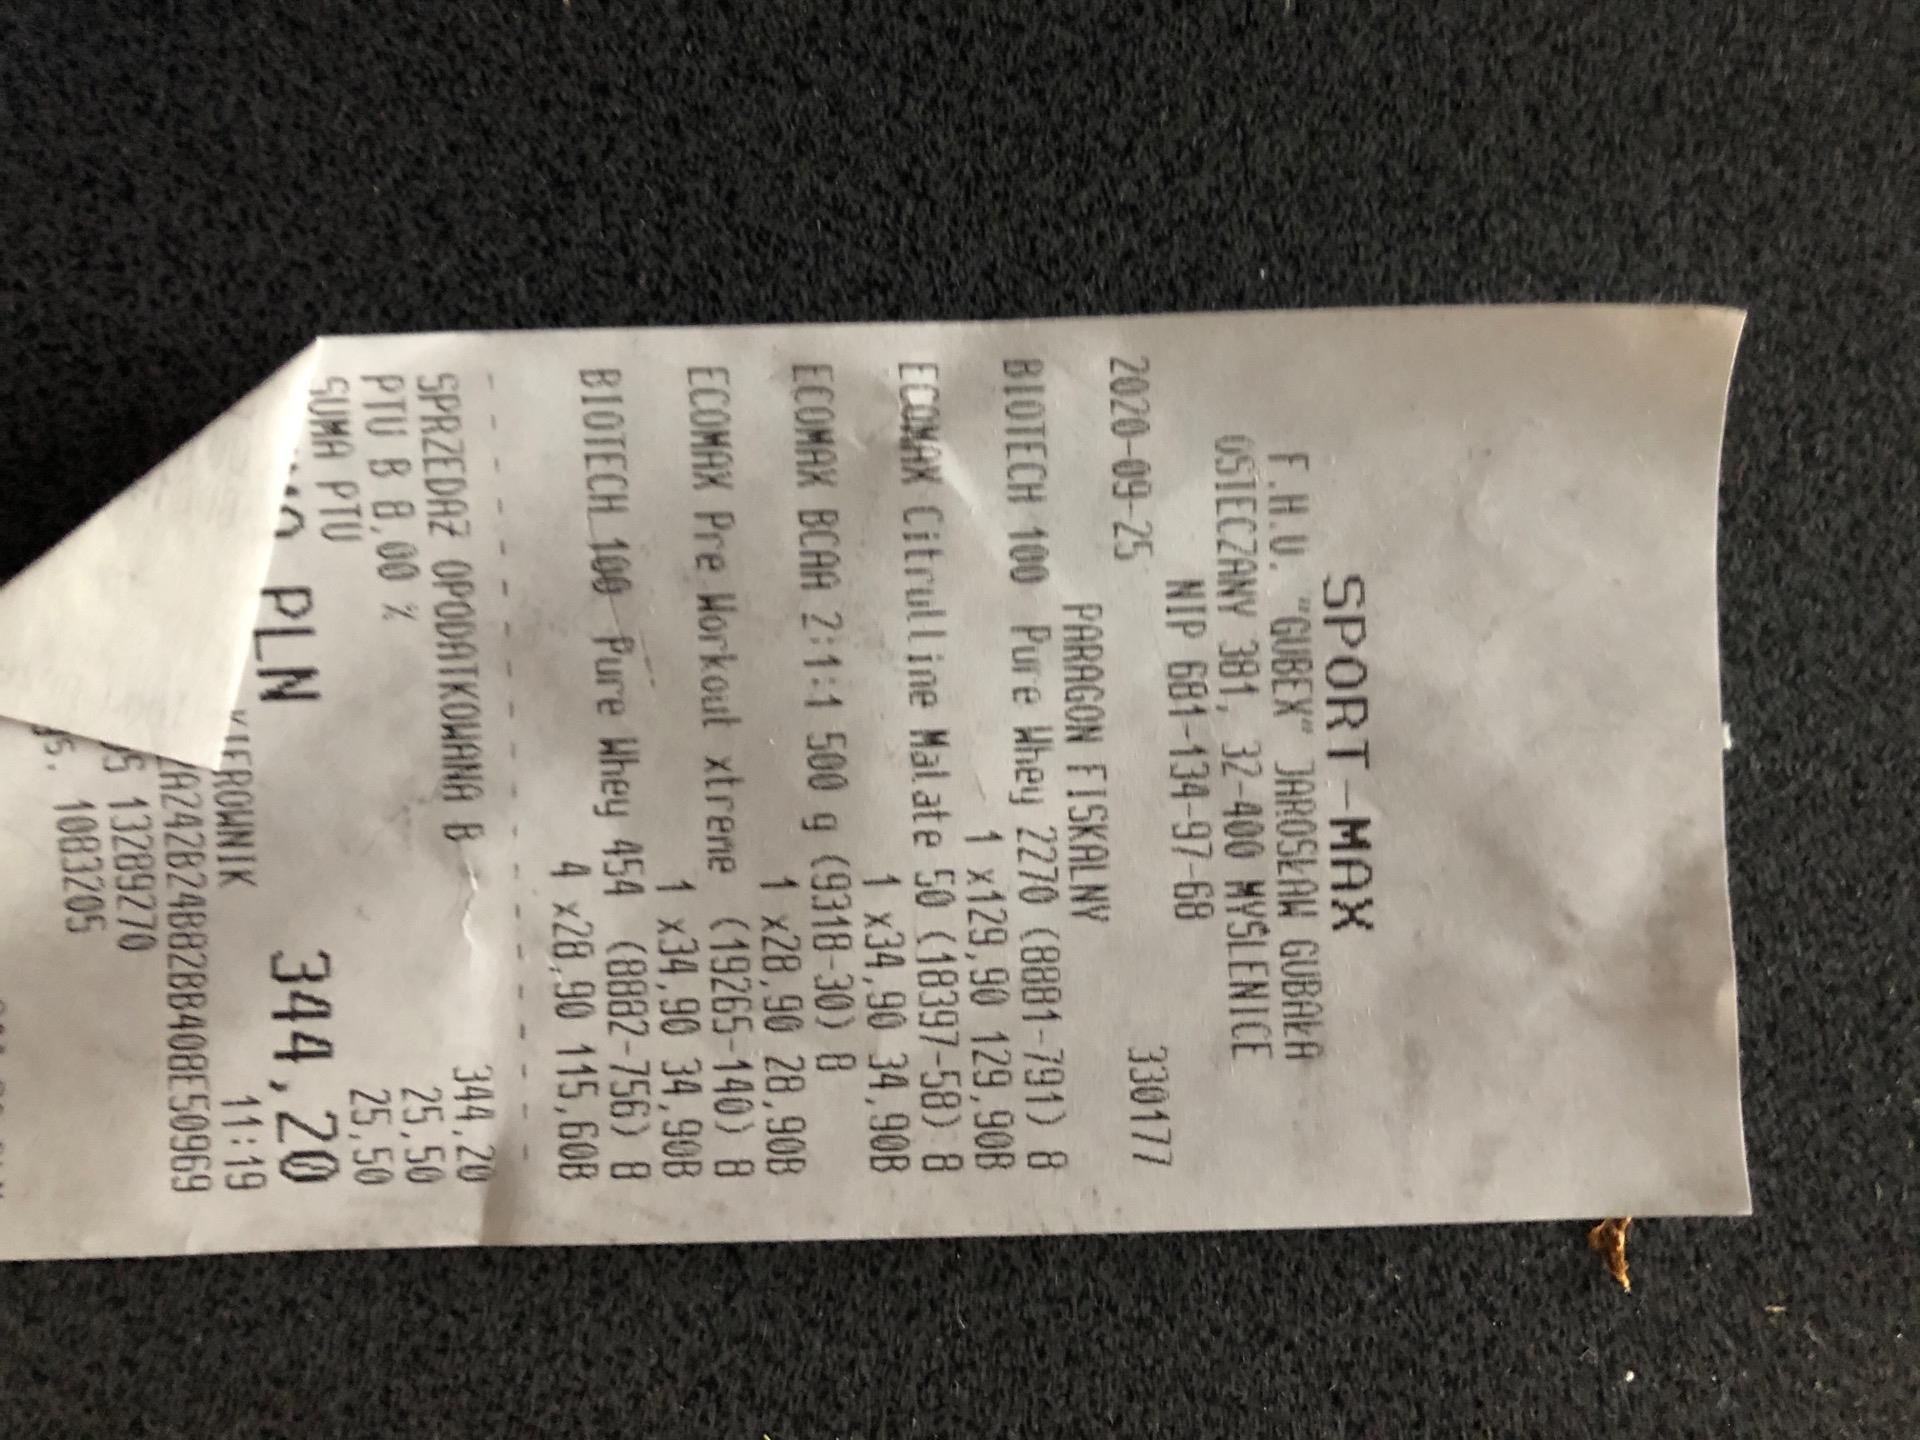 SPORT-MAX
F.H.U. "GUBEX" JAROSŁAW GUBAŁA
OSIECZANY 381, 32-400 MYŚLENICE
NIP 681-134-97-68
2020-09-25 330177
PARAGON FISKALNY
BIOTECH 100 Pure Whey 2270 (8881-791) B
1 x129,90 129,90B
ECOMAX Citrulline Malate 50 (18397-58) B
1 x34,90 34,90B
ECOMAX BCAA 2:1:1 500 g (9318-30) B
1 x28,90 28,90B
ECOMAX Pre Workout xtreme (19265-140) B
1 x34,90 34,90B
BIOTECH 100 Pure Whey 454 (8882-756) B
4 x28,90 115,60B
SPRZEDAŻ OPODATKOWANA B 344,20
PTU B 8,00 % 25,50
SUMA PTU 25,50
PLN 344,20
KIEROWNIK 11:19
A242B24BB28B408E50969
5 13289270
1083205